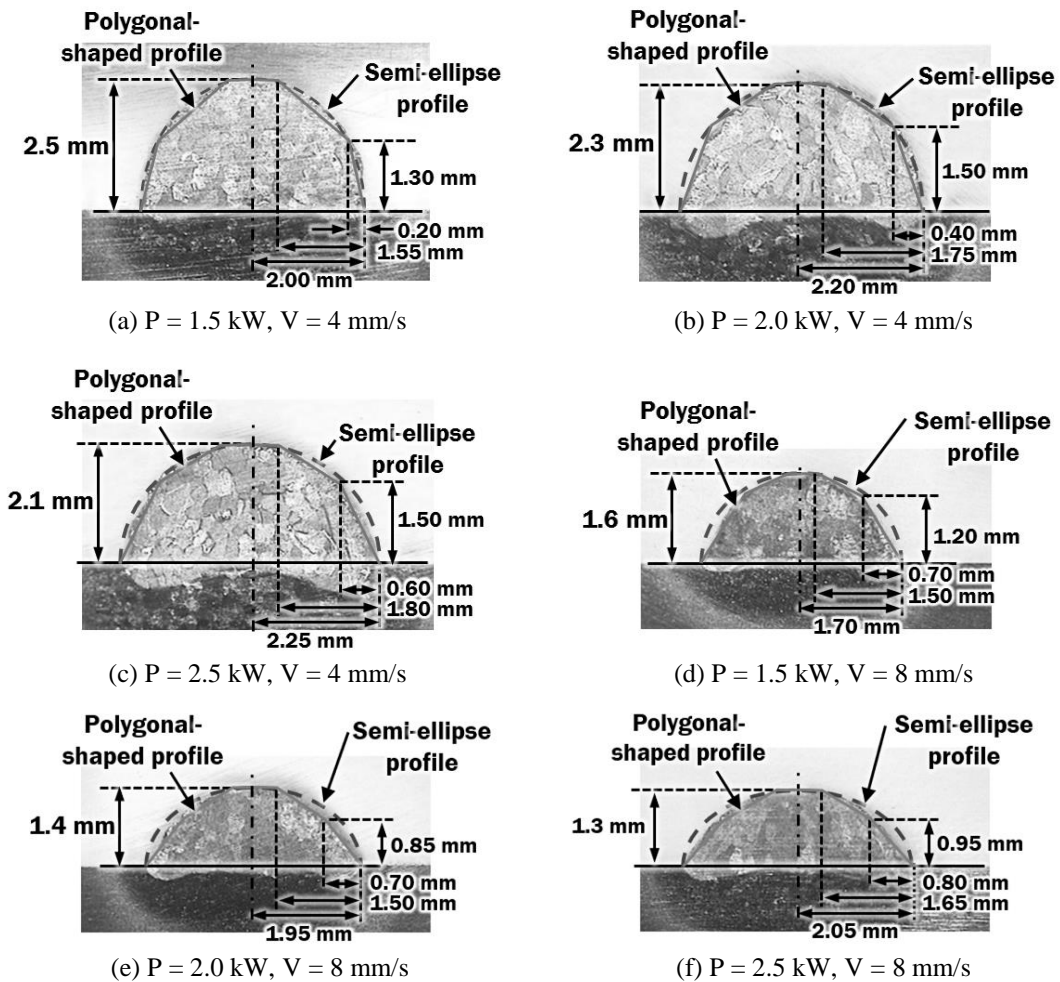 Polygonal-
shaped profile
Semi-ellipse
profile
2.5 mm
1.30 mm
0.20 mm
1.55 mm
2.00 mm
(a) P = 1.5 kW, V = 4 mm/s
Polygonal-
shaped profile
Semi-ellipse
profile
2.3 mm
1.50 mm
0.40 mm
1.75 mm
2.20 mm
(b) P = 2.0 kW, V = 4 mm/s
Polygonal-
shaped profile
Semi-ellipse
profile
2.1 mm
1.50 mm
0.60 mm
1.80 mm
2.25 mm
(c) P = 2.5 kW, V = 4 mm/s
Polygonal-
shaped profile
Semi-ellipse
profile
1.6 mm
1.20 mm
0.70 mm
1.50 mm
1.70 mm
(d) P = 1.5 kW, V = 8 mm/s
Polygonal-
shaped profile
Semi-ellipse
profile
1.4 mm
0.85 mm
0.70 mm
1.50 mm
1.95 mm
(e) P = 2.0 kW, V = 8 mm/s
Polygonal-
shaped profile
Semi-ellipse
profile
1.3 mm
0.95 mm
0.80 mm
1.65 mm
2.05 mm
(f) P = 2.5 kW, V = 8 mm/s